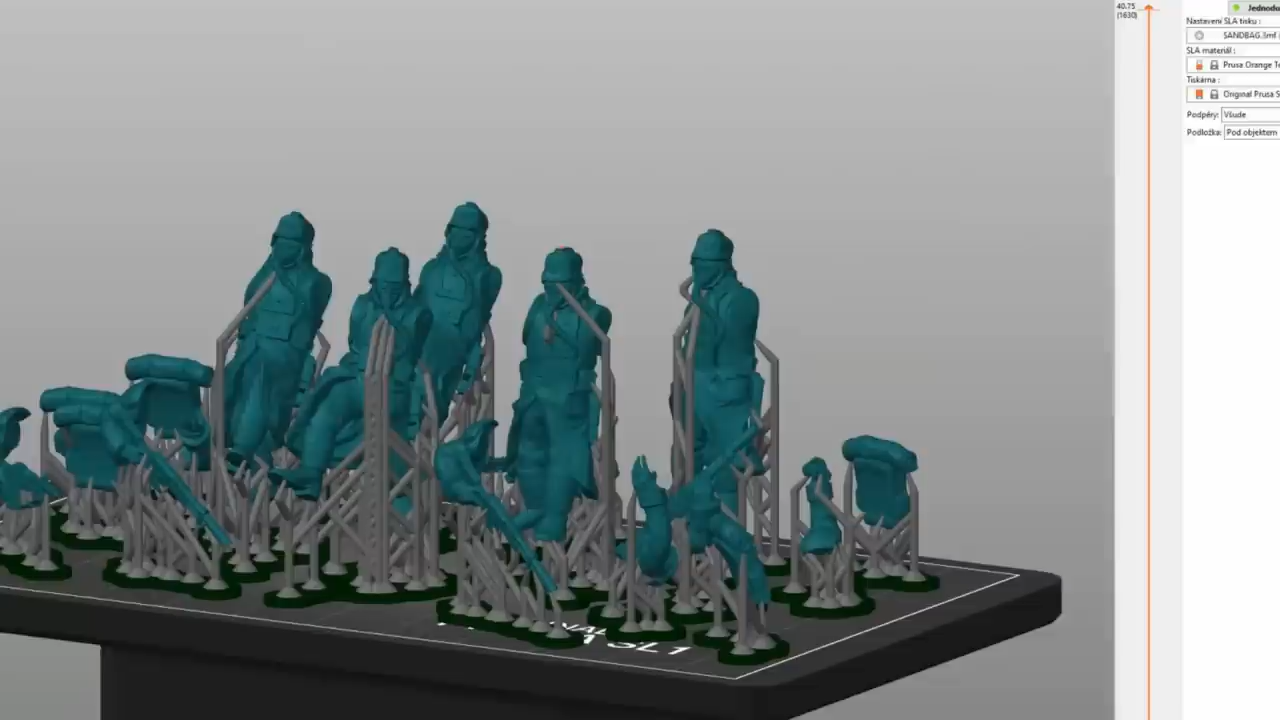 40.75
(1630)
Jednodu
Nastavení SLA tisku :
SANDBAG.3mf
SLA materiál :
Prusa Orange Te
Tiskárna :
Original Prusa S
Podpěry: Všude
Podložka: Pod objektem
SL1